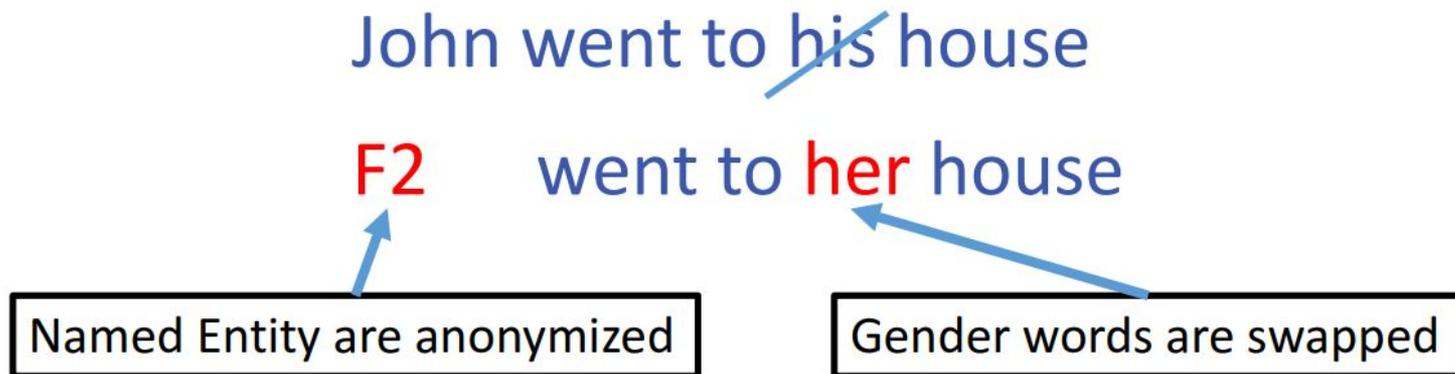 John went to his house
F2 went to her house
Named Entity are anonymized
Gender words are swapped